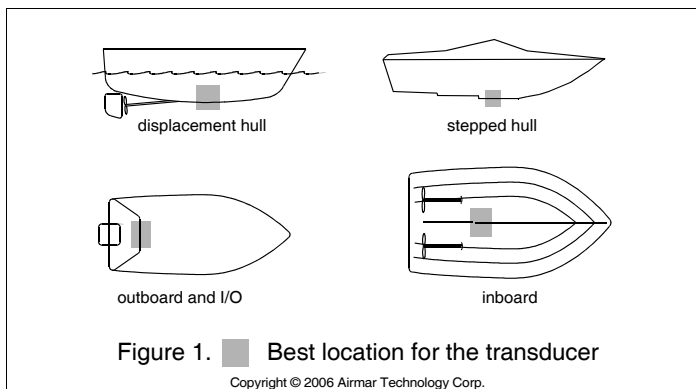 displacement hull
stepped hull
outboard and I/O
inboard
Figure 1. Best location for the transducer
Copyright © 2006 Airmar Technology Corp.